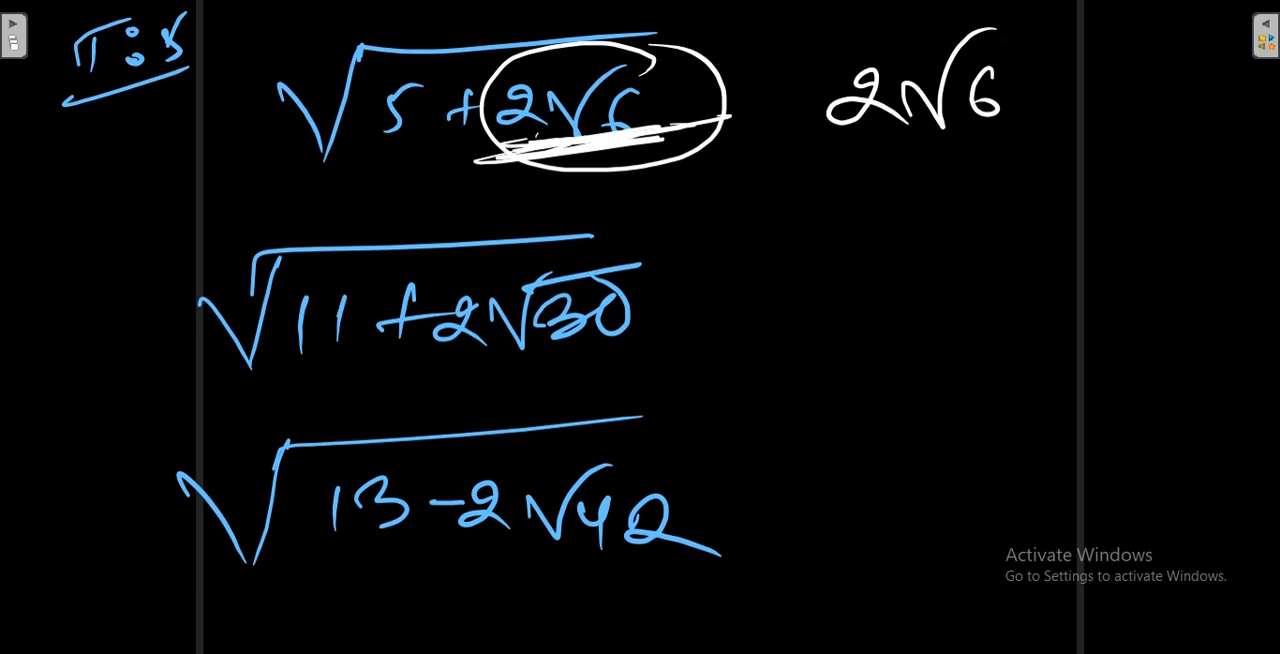 T:5
√(5+2√6) 2√6
√(11+2√30)
√(13-2√42)
Activate Windows
Go to Settings to activate Windows.